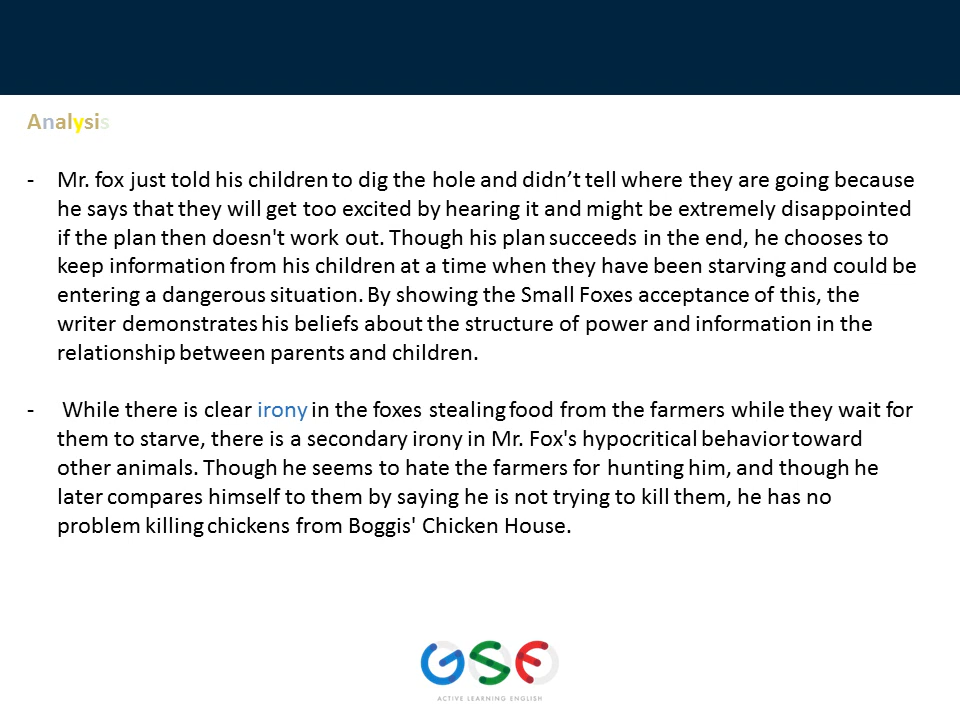 Analysis
- Mr. fox just told his children to dig the hole and didn’t tell where they are going because
he says that they will get too excited by hearing it and might be extremely disappointed
if the plan then doesn't work out. Though his plan succeeds in the end, he chooses to
keep information from his children at a time when they have been starving and could be
entering a dangerous situation. By showing the Small Foxes acceptance of this, the
writer demonstrates his beliefs about the structure of power and information in the
relationship between parents and children.
- While there is clear irony in the foxes stealing food from the farmers while they wait for
them to starve, there is a secondary irony in Mr. Fox's hypocritical behavior toward
other animals. Though he seems to hate the farmers for hunting him, and though he
later compares himself to them by saying he is not trying to kill them, he has no
problem killing chickens from Boggis' Chicken House.
GSE
ACTIVE LEARNING ENGLISH